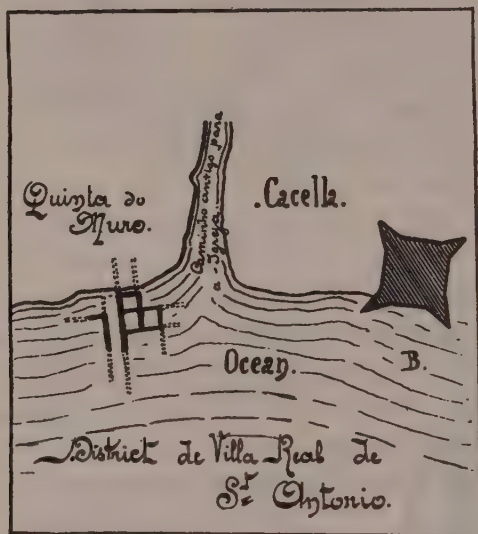 Caminho antigo para
a Igreja
Quinta do
Muro.
.Cacella.
Ocean.
B.
District de Villa Real de
St. Antonio.